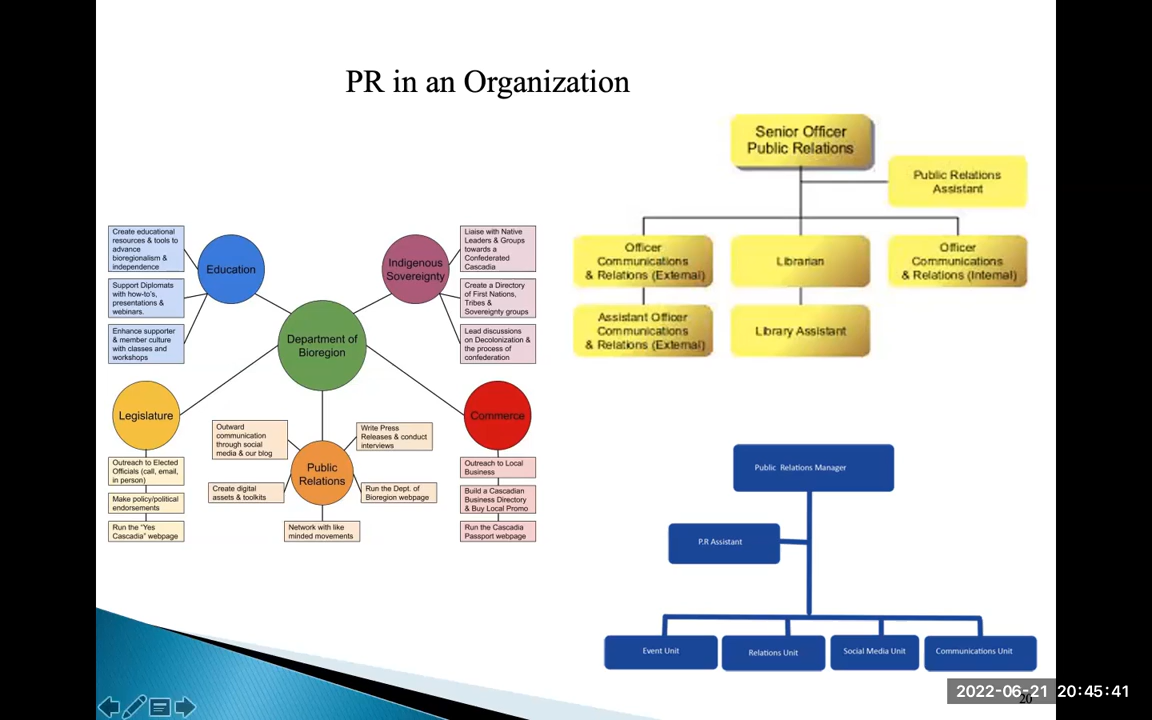 PR in an Organization
Create educational
resources & tools to
advance
bioregionalism &
independence
Support Diplomats
with how-to's,
presentations &
webinars.
Enhance supporter
& member culture
with classes and
workshops
Education
Indigenous
Sovereignty
Liaise with Native
Leaders & Groups
towards a
Confederated
Cascadia
Create a Directory
of First Nations,
Tribes &
Sovereignty groups
Lead discussions
on Decolonization &
the process of
confederation
Department of
Bioregion
Legislature
Outreach to Elected
Officials (call, email,
in person)
Make policy/political
endorsements
Run the "Yes
Cascadia" webpage
Outward
communication
through social
media & our blog
Write Press
Releases & conduct
interviews
Public
Relations
Create digital
assets & toolkits
Run the Dept. of
Bioregion webpage
Network with like
minded movements
Commerce
Outreach to Local
Business
Build a Cascadian
Business Directory
& Buy Local Promo
Run the Cascadia
Passport webpage
Senior Officer
Public Relations
Public Relations
Assistant
Officer
Communications
& Relations (External)
Librarian
Officer
Communications
& Relations (Internal)
Assistant Officer
Communications
& Relations (External)
Library Assistant
Public Relations Manager
P.R Assistant
Event Unit
Relations Unit
Social Media Unit
Communications Unit
20
2022-06-21 20:45:41